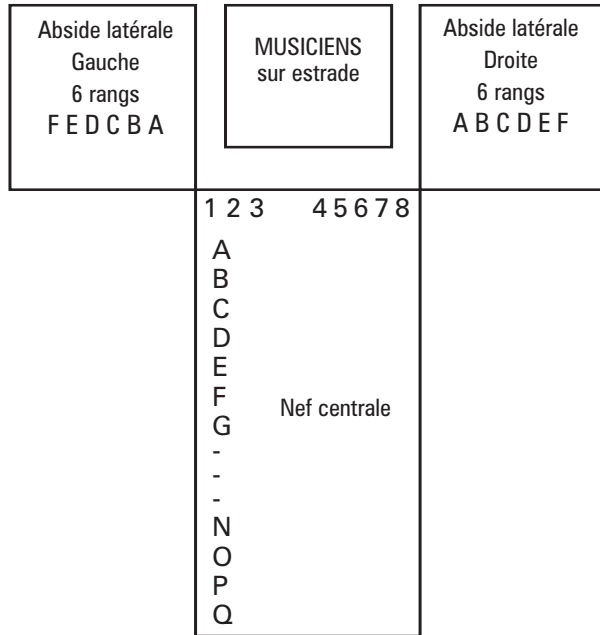 Abside latérale
Gauche
6 rangs
F E D C B A
MUSICIENS
sur estrade
Abside latérale
Droite
6 rangs
A B C D E F
1 2 3 4 5 6 7 8
A
B
C
D
E
F
G
-
-
-
N
O
P
Q
Nef centrale